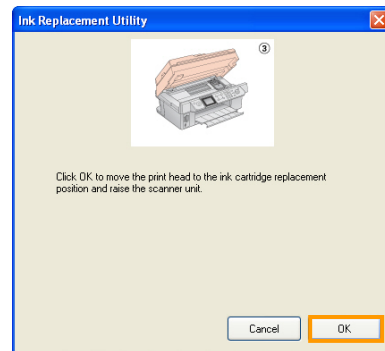 Ink Replacement Utility
③
Click OK to move the print head to the ink cartridge replacement
position and raise the scanner unit.
Cancel
OK